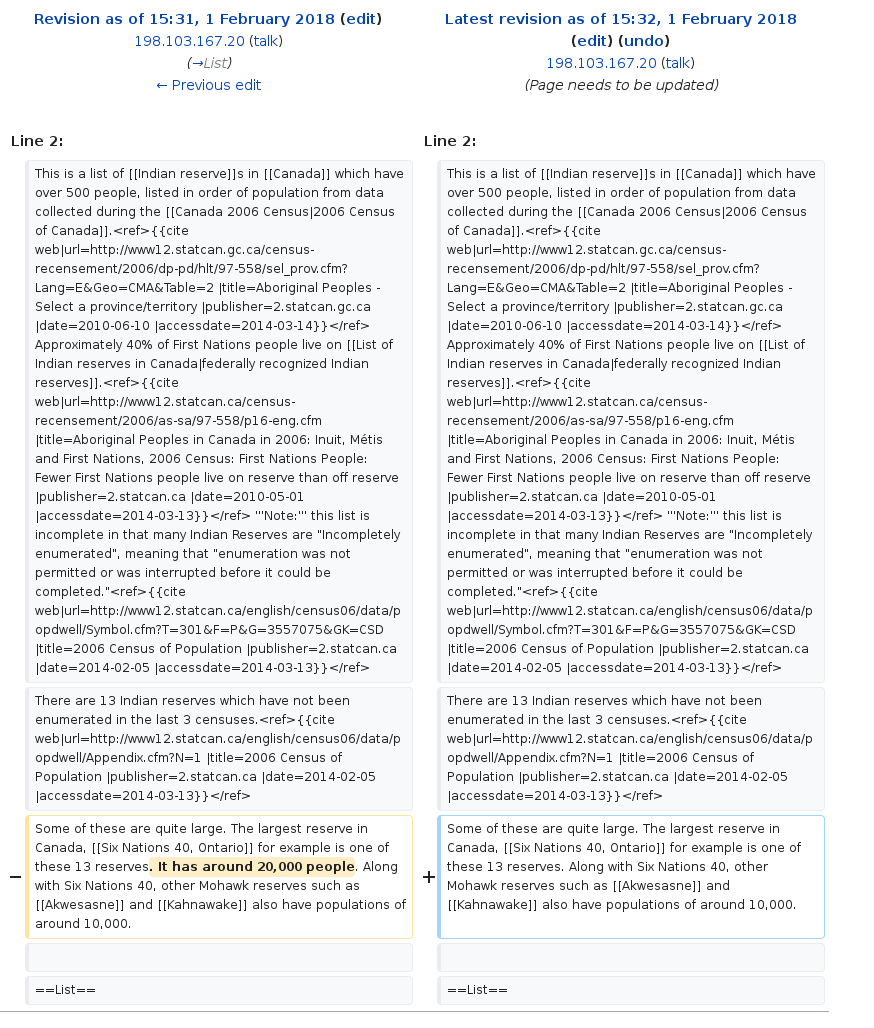 Revision as of 15:31, 1 February 2018 (edit)
198.103.167.20 (talk)
(→List)
← Previous edit
Latest revision as of 15:32, 1 February 2018
(edit) (undo)
198.103.167.20 (talk)
(Page needs to be updated)
Line 2:
This is a list of [[Indian reserve]]s in [[Canada]] which have
over 500 people, listed in order of population from data
collected during the [[Canada 2006 Census|2006 Census
of Canada]].<ref>{{cite
web|url=http://www12.statcan.gc.ca/census-
recensement/2006/dp-pd/hlt/97-558/sel_prov.cfm?
Lang=E&Geo=CMA&Table=2 |title=Aboriginal Peoples -
Select a province/territory |publisher=2.statcan.gc.ca
|date=2010-06-10 |accessdate=2014-03-14}}</ref>
Approximately 40% of First Nations people live on [[List of
Indian reserves in Canada|federally recognized Indian
reserves]].<ref>{{cite
web|url=http://www12.statcan.ca/census-
recensement/2006/as-sa/97-558/p16-eng.cfm
|title=Aboriginal Peoples in Canada in 2006: Inuit, Métis
and First Nations, 2006 Census: First Nations People:
Fewer First Nations people live on reserve than off reserve
|publisher=2.statcan.ca |date=2010-05-01
|accessdate=2014-03-13}}</ref> '''Note:''' this list is
incomplete in that many Indian Reserves are "Incompletely
enumerated", meaning that "enumeration was not
permitted or was interrupted before it could be
completed."<ref>{{cite
web|url=http://www12.statcan.ca/english/census06/data/p
opdwell/Symbol.cfm?T=301&F=P&G=3557075&GK=CSD
|title=2006 Census of Population |publisher=2.statcan.ca
|date=2014-02-05 |accessdate=2014-03-13}}</ref>
There are 13 Indian reserves which have not been
enumerated in the last 3 censuses.<ref>{{cite
web|url=http://www12.statcan.ca/english/census06/data/p
opdwell/Appendix.cfm?N=1 |title=2006 Census of
Population |publisher=2.statcan.ca |date=2014-02-05
|accessdate=2014-03-13}}</ref>
−
Some of these are quite large. The largest reserve in
Canada, [[Six Nations 40, Ontario]] for example is one of
these 13 reserves. It has around 20,000 people. Along
with Six Nations 40, other Mohawk reserves such as
[[Akwesasne]] and [[Kahnawake]] also have populations of
around 10,000.
==List==
Line 2:
This is a list of [[Indian reserve]]s in [[Canada]] which have
over 500 people, listed in order of population from data
collected during the [[Canada 2006 Census|2006 Census
of Canada]].<ref>{{cite
web|url=http://www12.statcan.gc.ca/census-
recensement/2006/dp-pd/hlt/97-558/sel_prov.cfm?
Lang=E&Geo=CMA&Table=2 |title=Aboriginal Peoples -
Select a province/territory |publisher=2.statcan.gc.ca
|date=2010-06-10 |accessdate=2014-03-14}}</ref>
Approximately 40% of First Nations people live on [[List of
Indian reserves in Canada|federally recognized Indian
reserves]].<ref>{{cite
web|url=http://www12.statcan.ca/census-
recensement/2006/as-sa/97-558/p16-eng.cfm
|title=Aboriginal Peoples in Canada in 2006: Inuit, Métis
and First Nations, 2006 Census: First Nations People:
Fewer First Nations people live on reserve than off reserve
|publisher=2.statcan.ca |date=2010-05-01
|accessdate=2014-03-13}}</ref> '''Note:''' this list is
incomplete in that many Indian Reserves are "Incompletely
enumerated", meaning that "enumeration was not
permitted or was interrupted before it could be
completed."<ref>{{cite
web|url=http://www12.statcan.ca/english/census06/data/p
opdwell/Symbol.cfm?T=301&F=P&G=3557075&GK=CSD
|title=2006 Census of Population |publisher=2.statcan.ca
|date=2014-02-05 |accessdate=2014-03-13}}</ref>
There are 13 Indian reserves which have not been
enumerated in the last 3 censuses.<ref>{{cite
web|url=http://www12.statcan.ca/english/census06/data/p
opdwell/Appendix.cfm?N=1 |title=2006 Census of
Population |publisher=2.statcan.ca |date=2014-02-05
|accessdate=2014-03-13}}</ref>
+
Some of these are quite large. The largest reserve in
Canada, [[Six Nations 40, Ontario]] for example is one of
these 13 reserves. Along with Six Nations 40, other
Mohawk reserves such as [[Akwesasne]] and
[[Kahnawake]] also have populations of around 10,000.
==List==